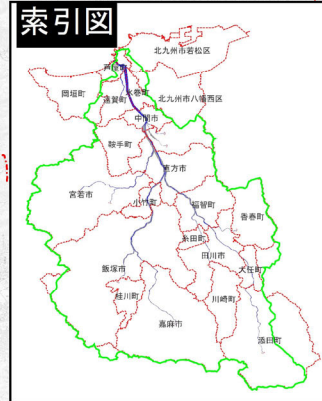 索引図
北九州市若松区
芦屋町
岡垣町
遠賀町
水巻町
北九州市八幡西区
中間市
鞍手町
直方市
宮若市
小竹町
福智町
香春町
糸田町
田川市
飯塚市
大任町
桂川町
川崎町
嘉麻市
添田町